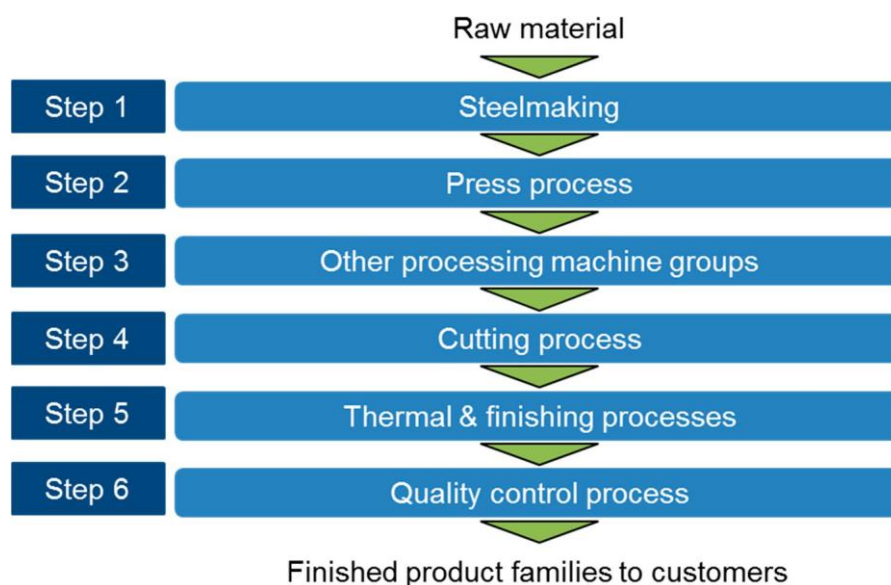 Raw material
Step 1 Steelmaking
Step 2 Press process
Step 3 Other processing machine groups
Step 4 Cutting process
Step 5 Thermal & finishing processes
Step 6 Quality control process
Finished product families to customers